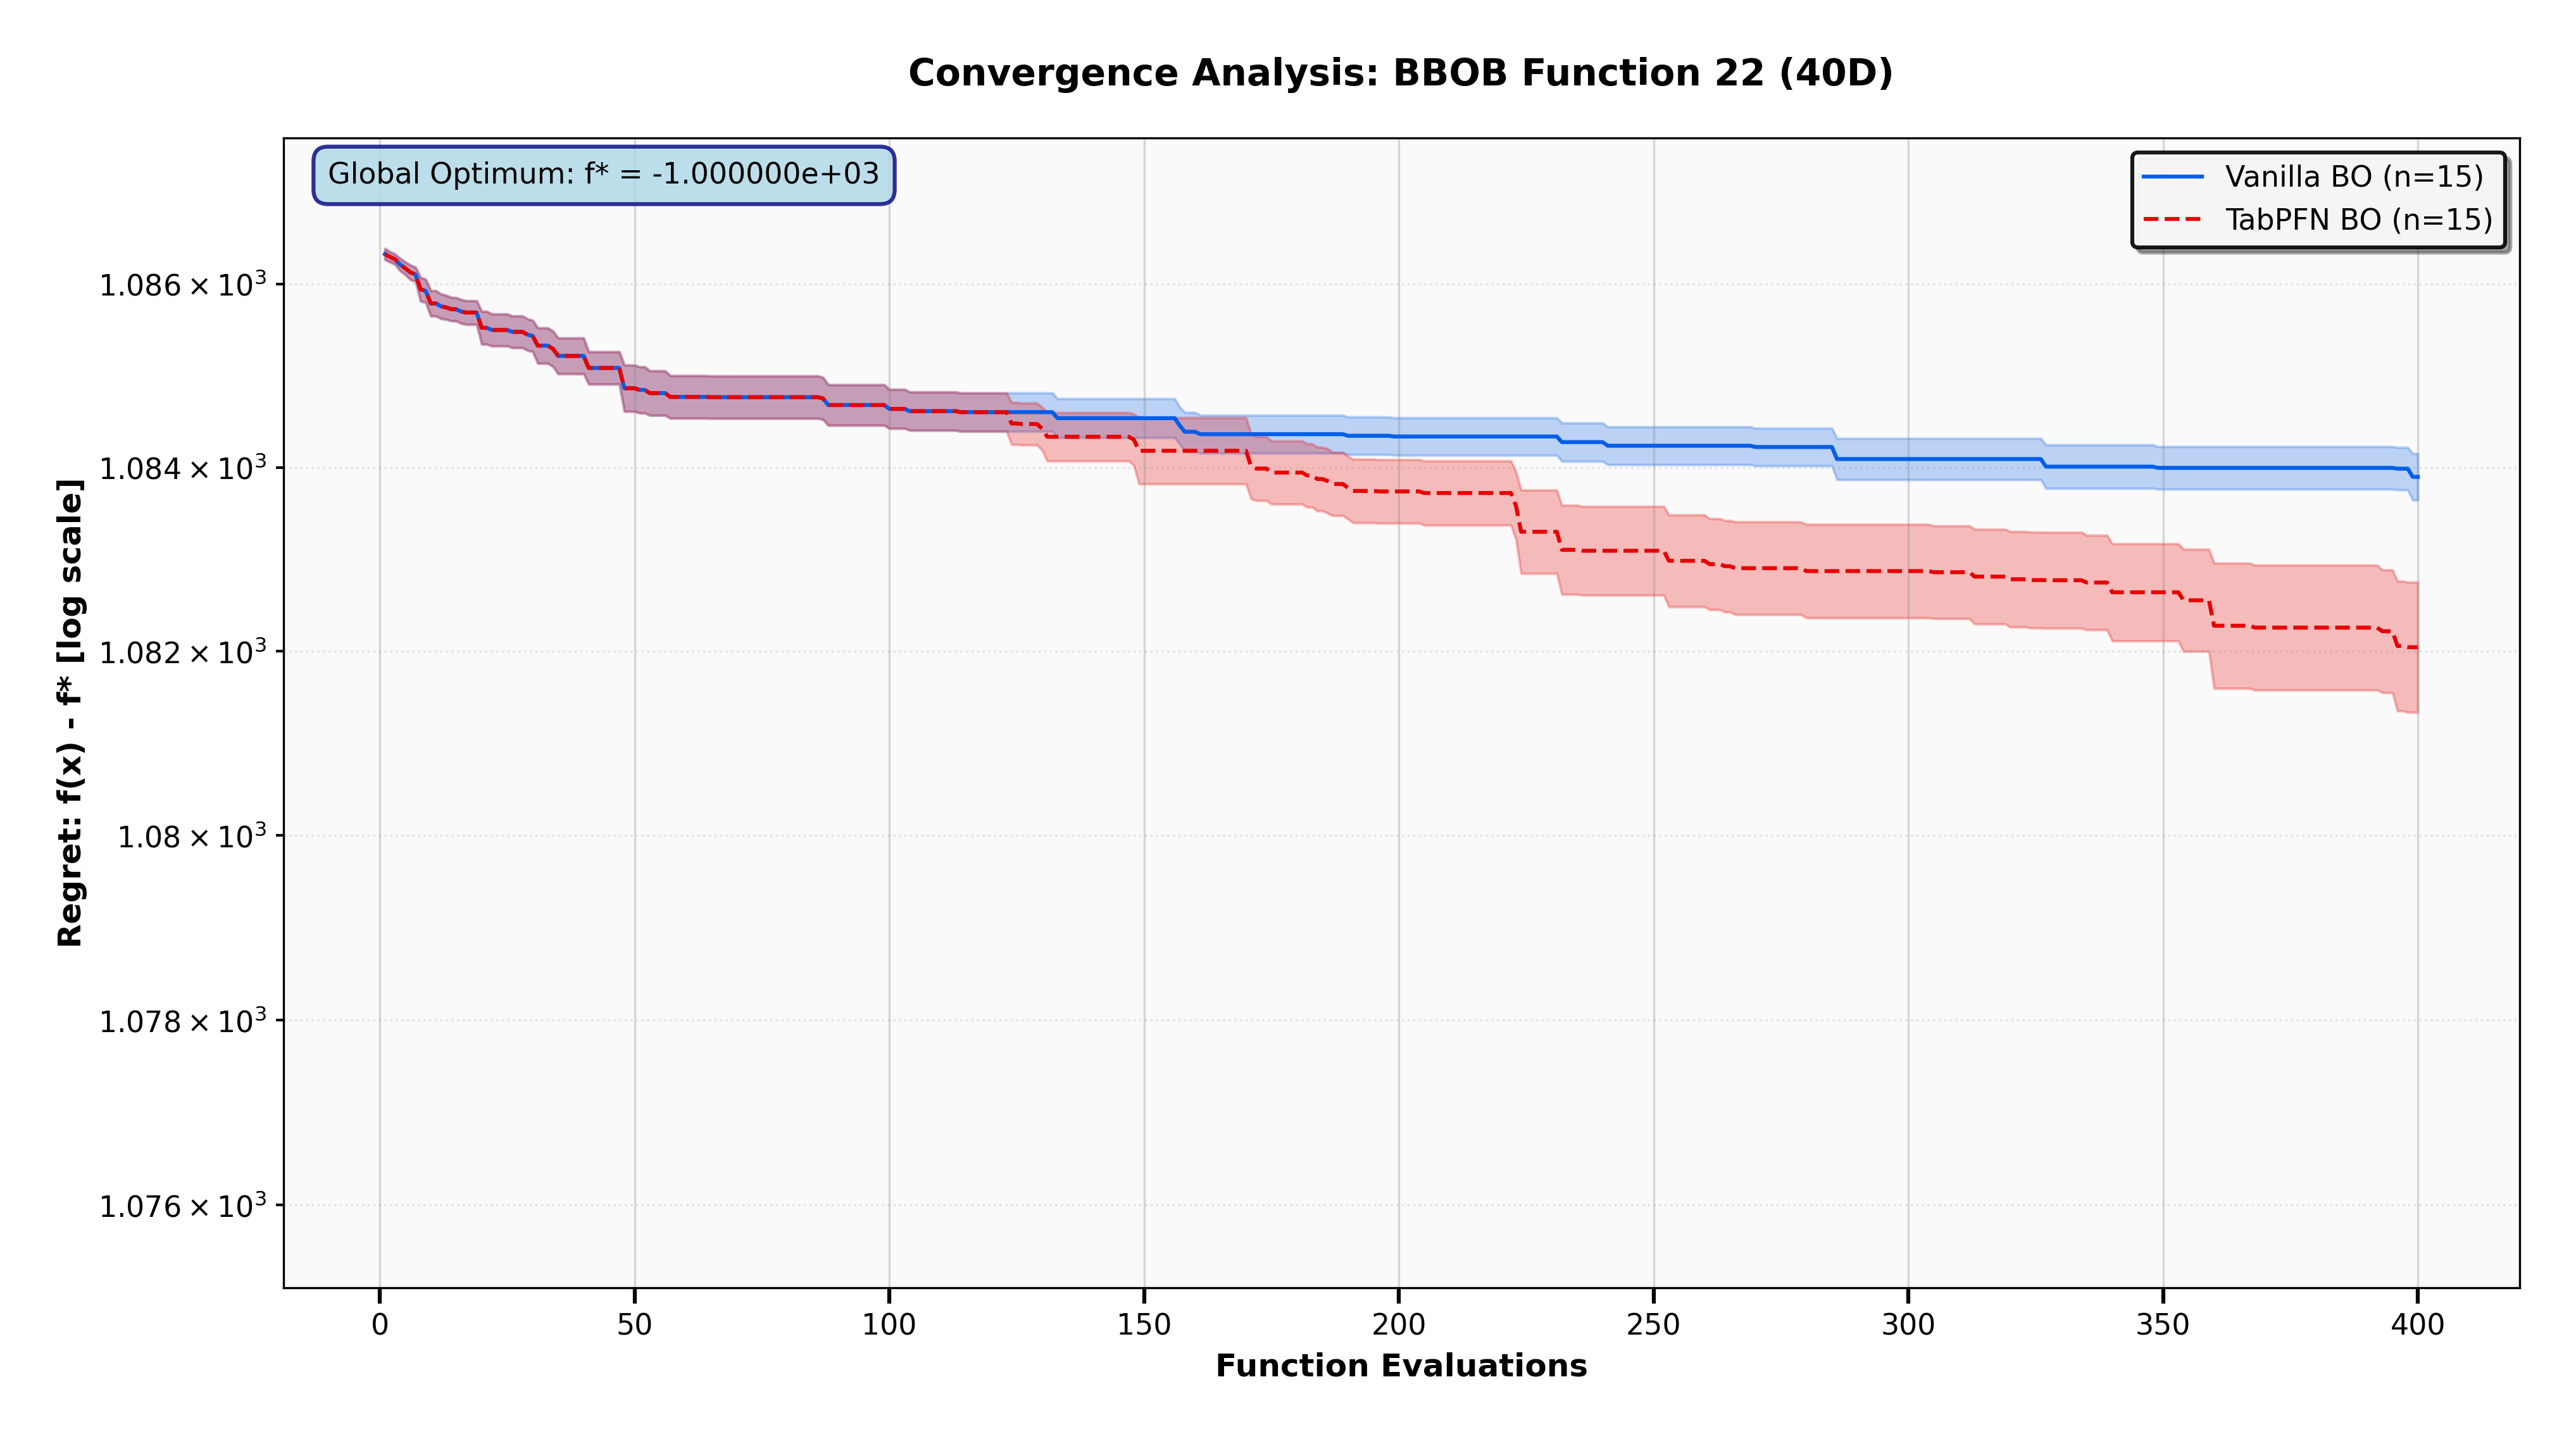 Convergence Analysis: BBOB Function 22 (40D)
Global Optimum: f* = -1.000000e+03
Vanilla BO (n=15)
TabPFN BO (n=15)
Regret: f(x) - f* [log scale]
1.086 × 10³
1.084 × 10³
1.082 × 10³
1.08 × 10³
1.078 × 10³
1.076 × 10³
0 50 100 150 200 250 300 350 400
Function Evaluations